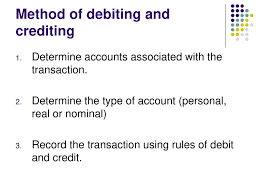 Method of debiting and
crediting
1. Determine accounts associated with the
transaction.
2. Determine the type of account (personal,
real or nominal)
3. Record the transaction using rules of debit
and credit.